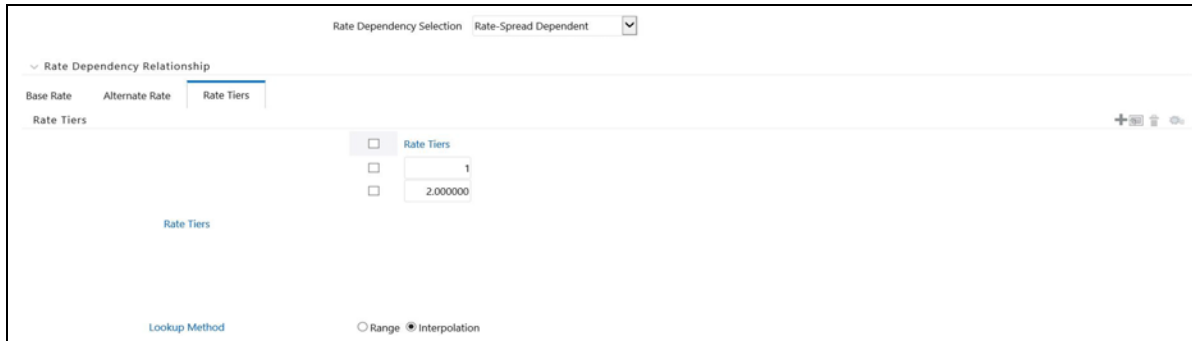 Rate Dependency Selection Rate-Spread Dependent
Rate Dependency Relationship
Base Rate Alternate Rate Rate Tiers
Rate Tiers
Rate Tiers
1
2.000000
Rate Tiers
Lookup Method Range Interpolation